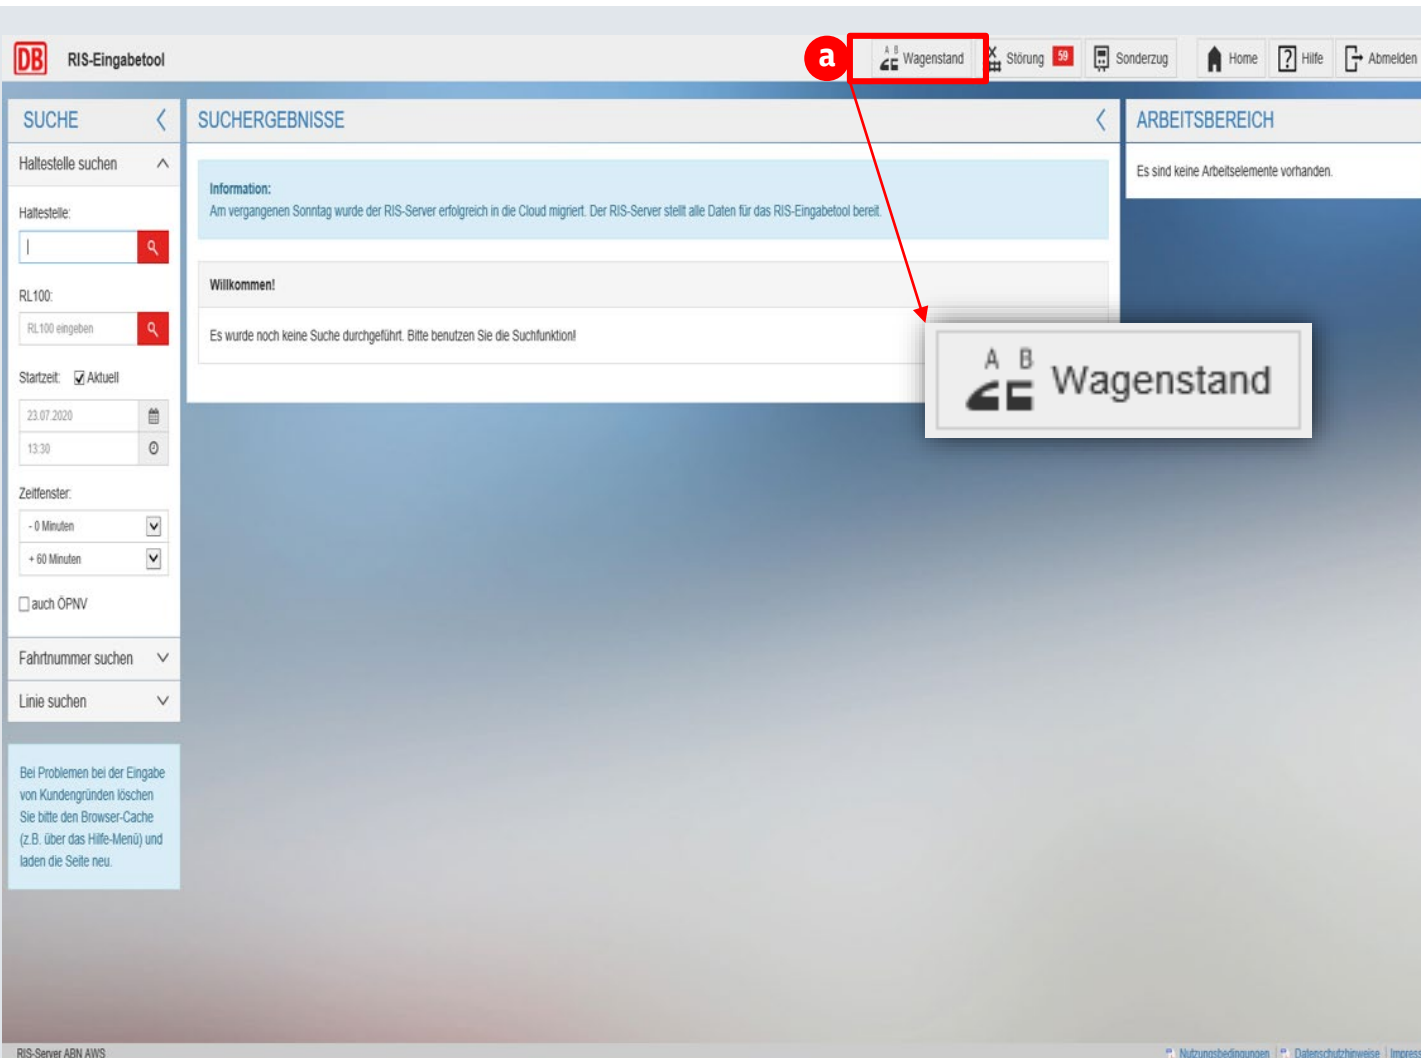 DB RIS-Eingabetool
a
A B
Wagenstand
Störung 59
Sonderzug
Home
Hilfe
Abmelden
SUCHE
Haltestelle suchen
Haltestelle:
RL100:
RL100 eingeben
Startzeit: Aktuell
23.07.2020
13:30
Zeitfenster:
- 0 Minuten
+ 60 Minuten
auch ÖPNV
Fahrtnummer suchen
Linie suchen
Bei Problemen bei der Eingabe
von Kundengründen löschen
Sie bitte den Browser-Cache
(z.B. über das Hilfe-Menü) und
laden die Seite neu.
SUCHERGEBNISSE
Information:
Am vergangenen Sonntag wurde der RIS-Server erfolgreich in die Cloud migriert. Der RIS-Server stellt alle Daten für das RIS-Eingabetool bereit.
Willkommen!
Es wurde noch keine Suche durchgeführt. Bitte benutzen Sie die Suchfunktion!
ARBEITSBEREICH
Es sind keine Arbeitselemente vorhanden.
A B
Wagenstand
RIS-Server ABN AWS
Nutzungsbedingungen | Datenschutzhinweise | Impress